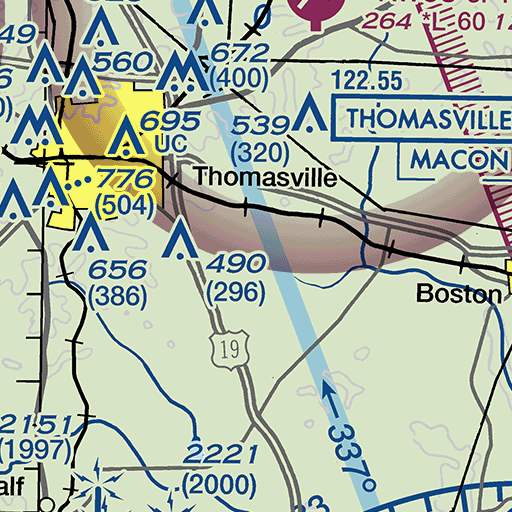 49
560
672
(400)
264 *L 60
122.55
695
UC
539
(320)
THOMASVILLE
MACON
776
(504)
Thomasville
656
(386)
490
(296)
Boston
19
337°
2151
(1997)
2221
(2000)
alf